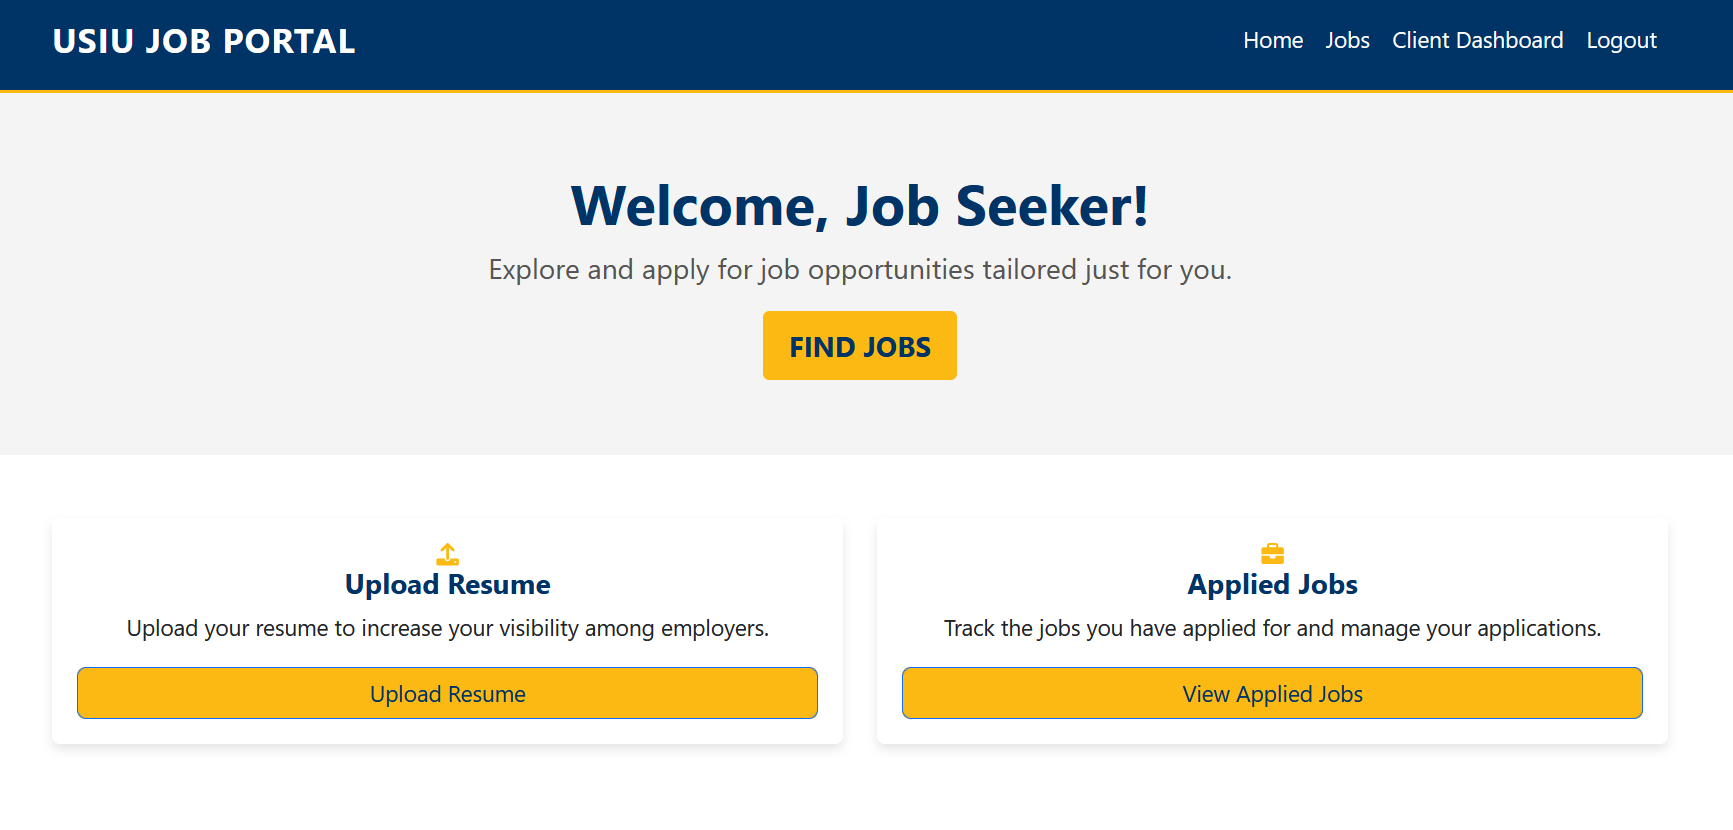 USIU JOB PORTAL
Home Jobs Client Dashboard Logout
Welcome, Job Seeker!
Explore and apply for job opportunities tailored just for you.
FIND JOBS
Upload Resume
Upload your resume to increase your visibility among employers.
Upload Resume
Applied Jobs
Track the jobs you have applied for and manage your applications.
View Applied Jobs